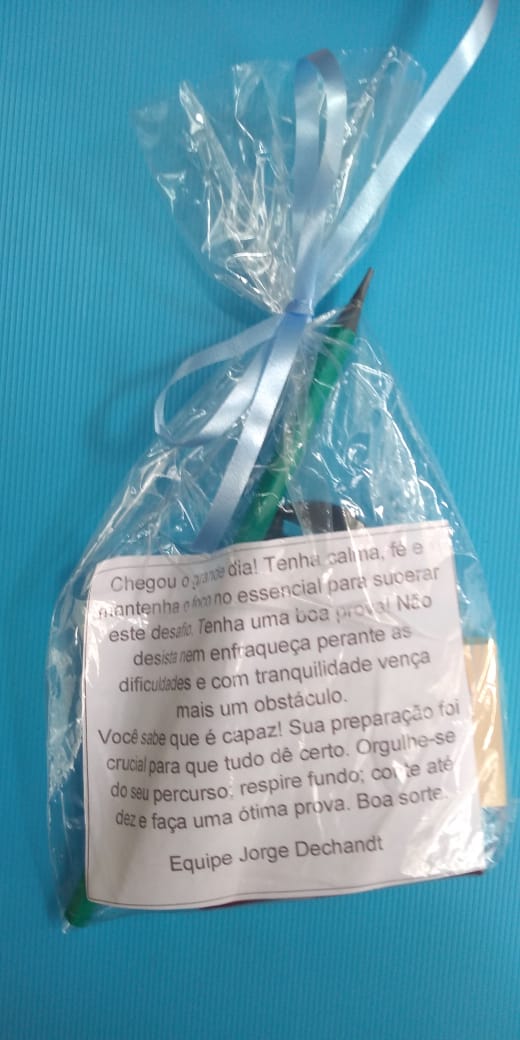 Chegou o grande dia! Tenha calma, fé e
mantenha o foco no essencial para superar
este desafio. Tenha uma boa prova! Não
desista nem enfraqueça perante as
dificuldades e com tranquilidade vença
mais um obstáculo.
Você sabe que é capaz! Sua preparação foi
crucial para que tudo dê certo. Orgulhe-se
do seu percurso; respire fundo; conte até
dez e faça uma ótima prova. Boa sorte.
Equipe Jorge Dechandt